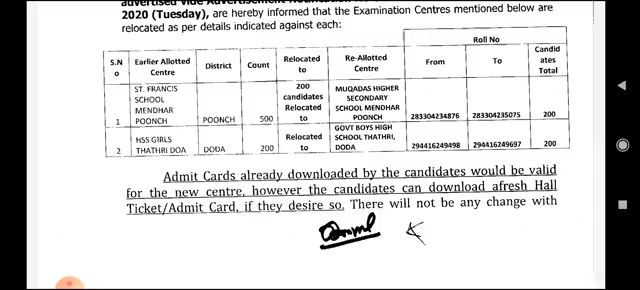 2020 (Tuesday), are hereby informed that the Examination Centres mentioned below are
relocated as per details indicated against each:
Roll No
S.N
o
Earlier Allotted
Centre
District
Count
Relocated
to
Re-Allotted
Centre
From
To
Candid
ates
Total
1
ST. FRANCIS
SCHOOL
MENDHAR
POONCH
POONCH
500
200
candidates
Relocated
to
MUQADAS HIGHER
SECONDARY
SCHOOL MENDHAR
POONCH
283304234876
283304235075
200
2
HSS GIRLS
THATHRI DOA
DODA
200
Relocated
to
GOVT BOYS HIGH
SCHOOL THATHRI,
DODA
294416249498
294416249697
200
Admit Cards already downloaded by the candidates would be valid
for the new centre, however the candidates can download afresh Hall
Ticket/Admit Card, if they desire so. There will not be any change with